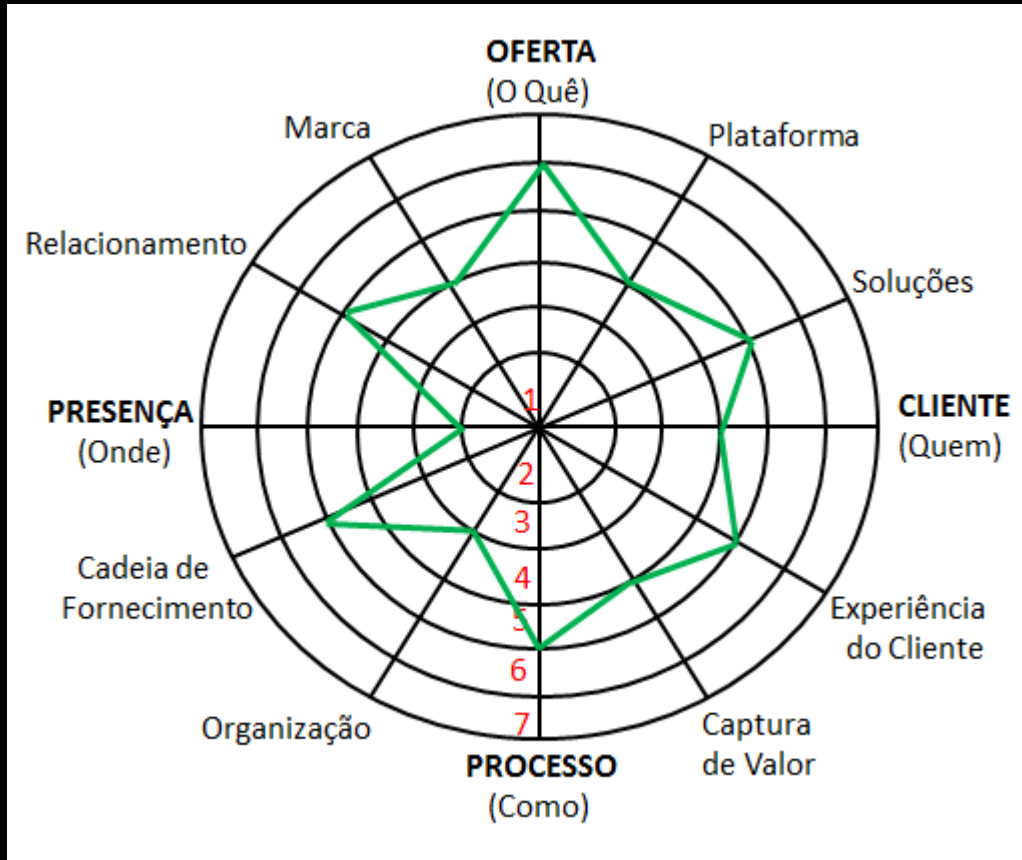 OFERTA
(O Quê)
Marca
Plataforma
Relacionamento
Soluções
PRESENÇA
(Onde)
CLIENTE
(Quem)
1
2
3
4
5
6
7
Cadeia de
Fornecimento
Experiência
do Cliente
Organização
Captura
de Valor
PROCESSO
(Como)